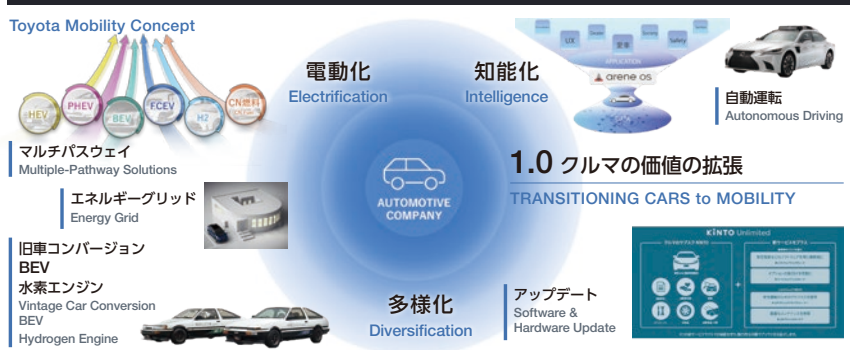 Toyota Mobility Concept
HEV
PHEV
BEV
FCEV
H2
CN燃料
マルチパスウェイ
Multiple-Pathway Solutions
エネルギーグリッド
Energy Grid
旧車コンバージョン
BEV
水素エンジン
Vintage Car Conversion
BEV
Hydrogen Engine
電動化
Electrification
知能化
Intelligence
AUTOMOTIVE
COMPANY
多様化
Diversification
UX
Safety
APPLICATION
arene os
自動運転
Autonomous Driving
1.0 クルマの価値の拡張
TRANSITIONING CARS to MOBILITY
アップデート
Software &
Hardware Update
KINTO Unlimited